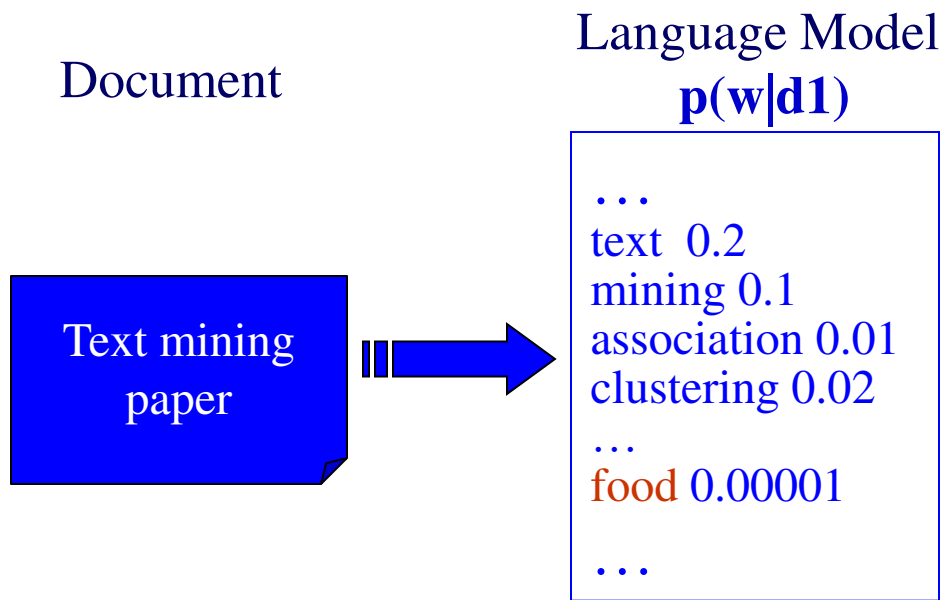 Document
Language Model
p(w|d1)
Text mining
paper
…
text 0.2
mining 0.1
association 0.01
clustering 0.02
…
food 0.00001
…